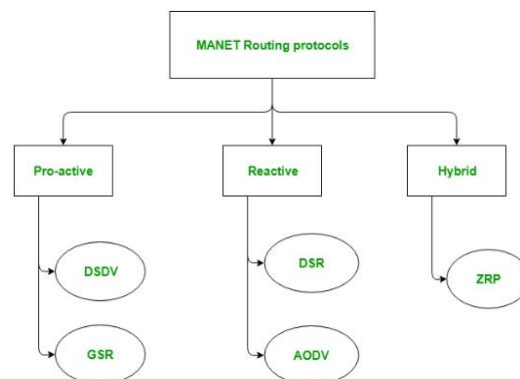 MANET Routing protocols
Pro-active
Reactive
Hybrid
DSDV
DSR
ZRP
GSR
AODV